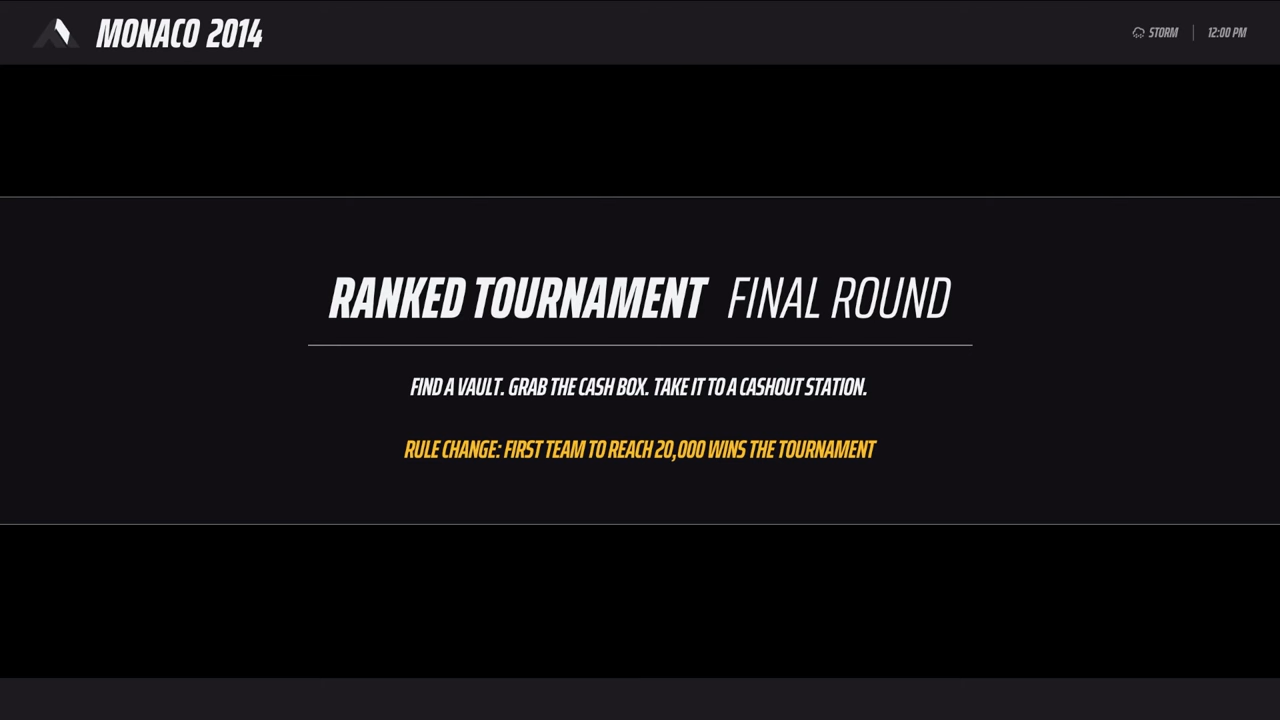 MONACO 2014
STORM
12:00 PM
RANKED TOURNAMENT FINAL ROUND
FIND A VAULT. GRAB THE CASH BOX. TAKE IT TO A CASHOUT STATION.
RULE CHANGE: FIRST TEAM TO REACH 20,000 WINS THE TOURNAMENT